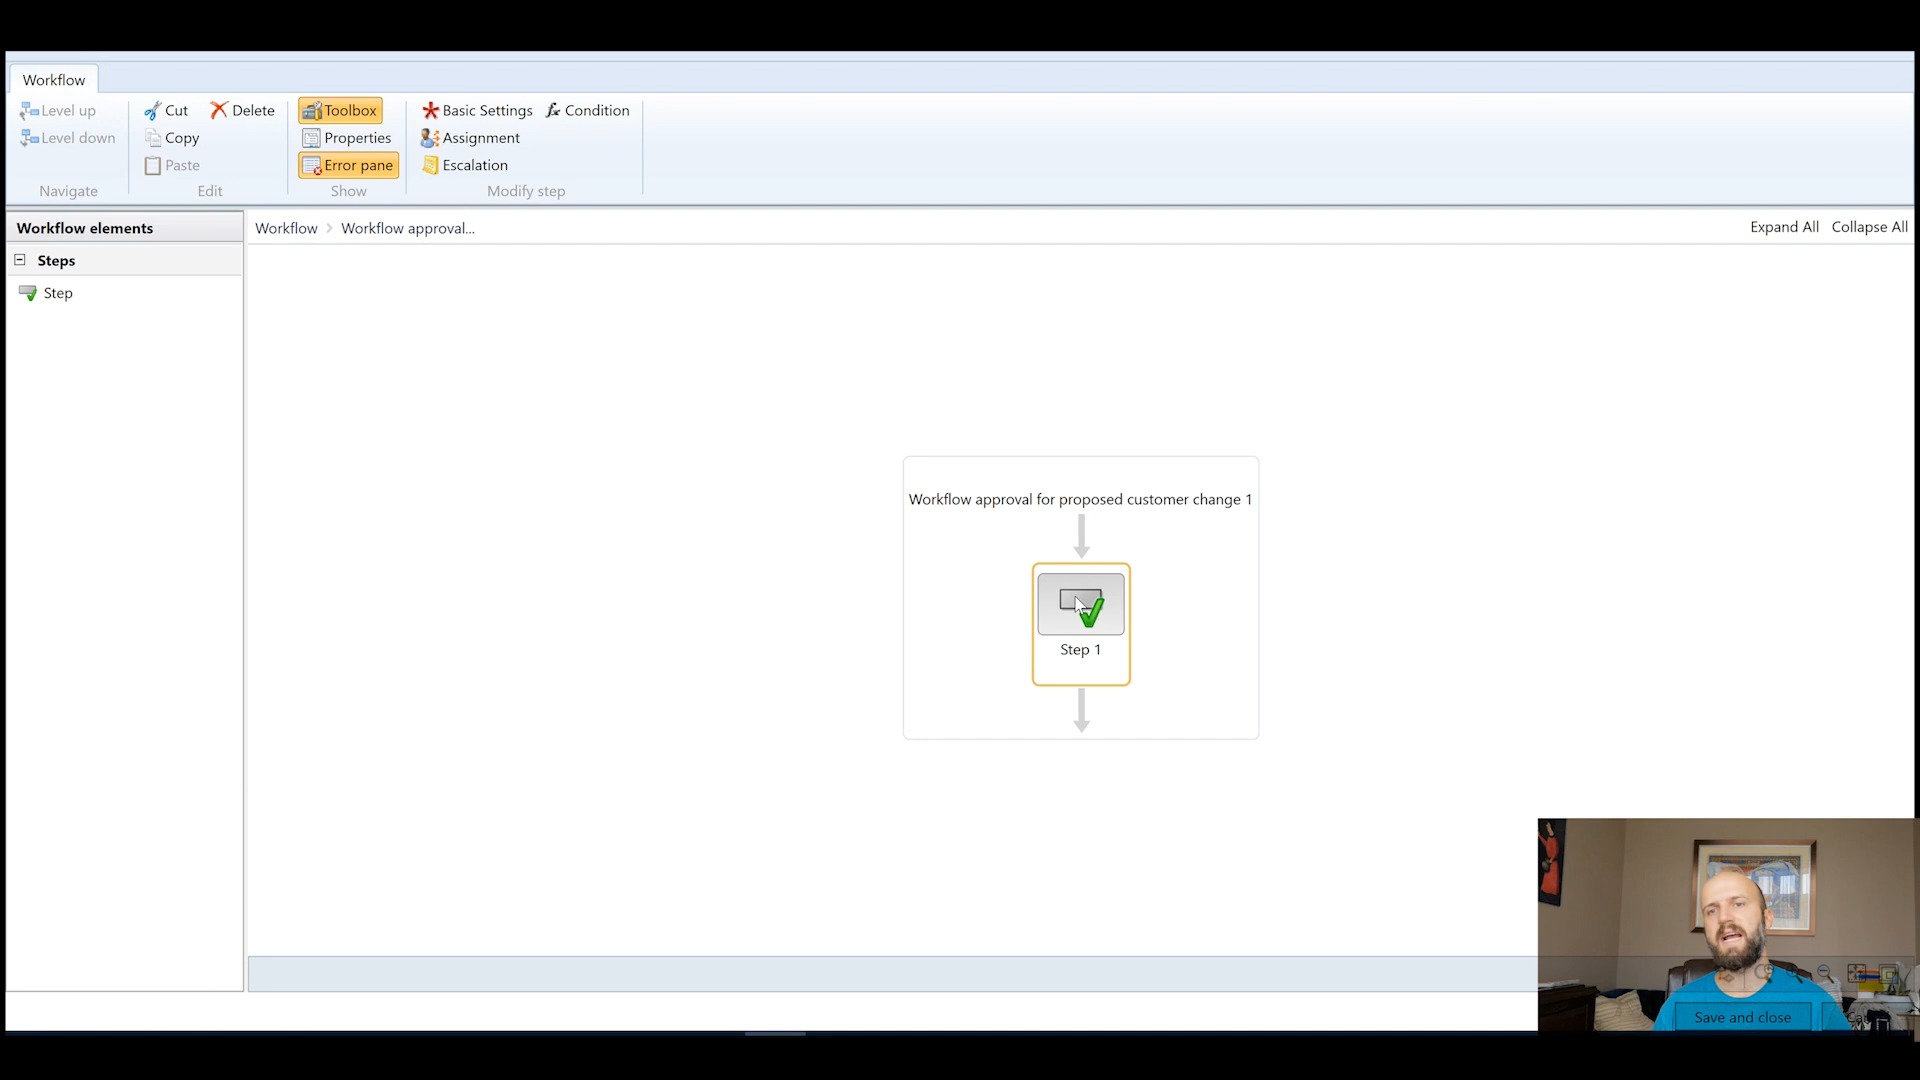 Workflow
Level up
Level down
Navigate
Cut
Delete
Copy
Paste
Edit
Toolbox
Properties
Error pane
Show
Basic Settings
Condition
Assignment
Escalation
Modify step
Workflow elements
Steps
Step
Workflow
Workflow approval...
Expand All
Collapse All
Workflow approval for proposed customer change 1
Step 1
Save and close